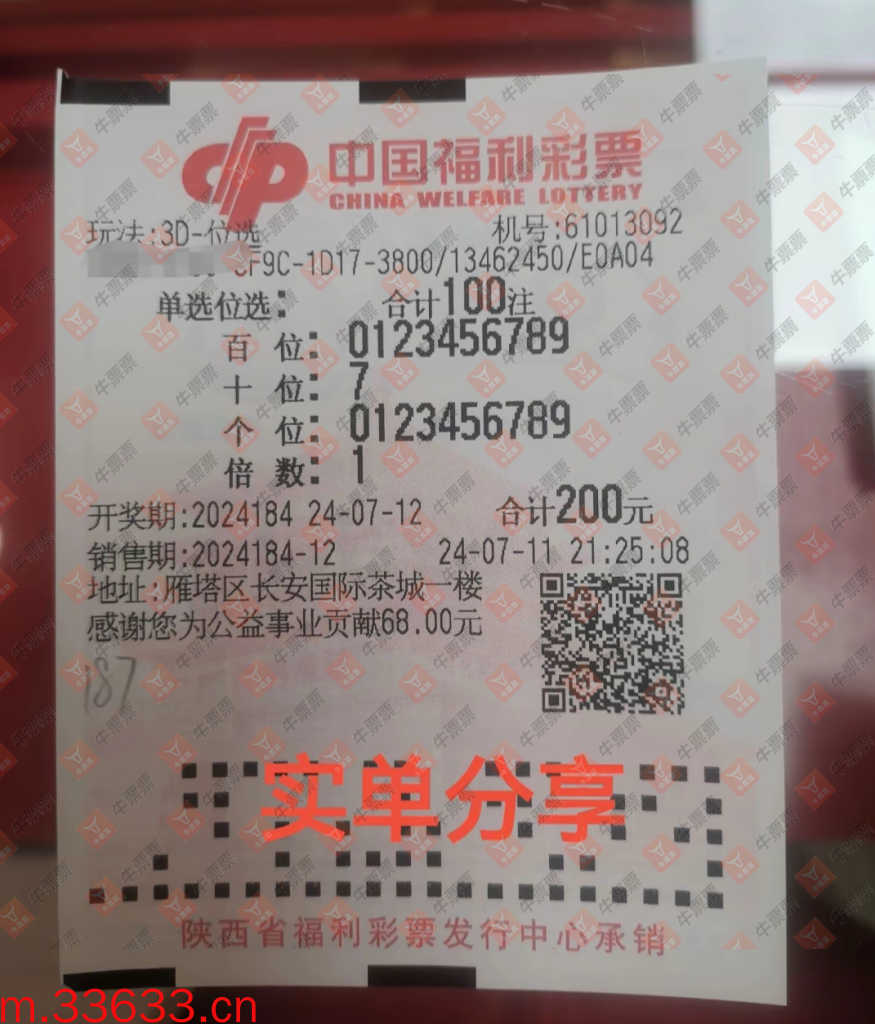 中国福利彩票
CHINA WELFARE LOTTERY
玩法:3D-位选 机号:61013092
F9C-1D17-3800/13462450/E0A04
单选位选: 合计100注
百 位: 0123456789
十 位: 7
个 位: 0123456789
倍 数: 1
开奖期:2024184 24-07-12 合计200元
销售期:2024184-12 24-07-11 21:25:08
地址:雁塔区长安国际茶城一楼
感谢您为公益事业贡献68.00元
187
实单分享
陕西省福利彩票发行中心承销
m.33633.cn
牛票票